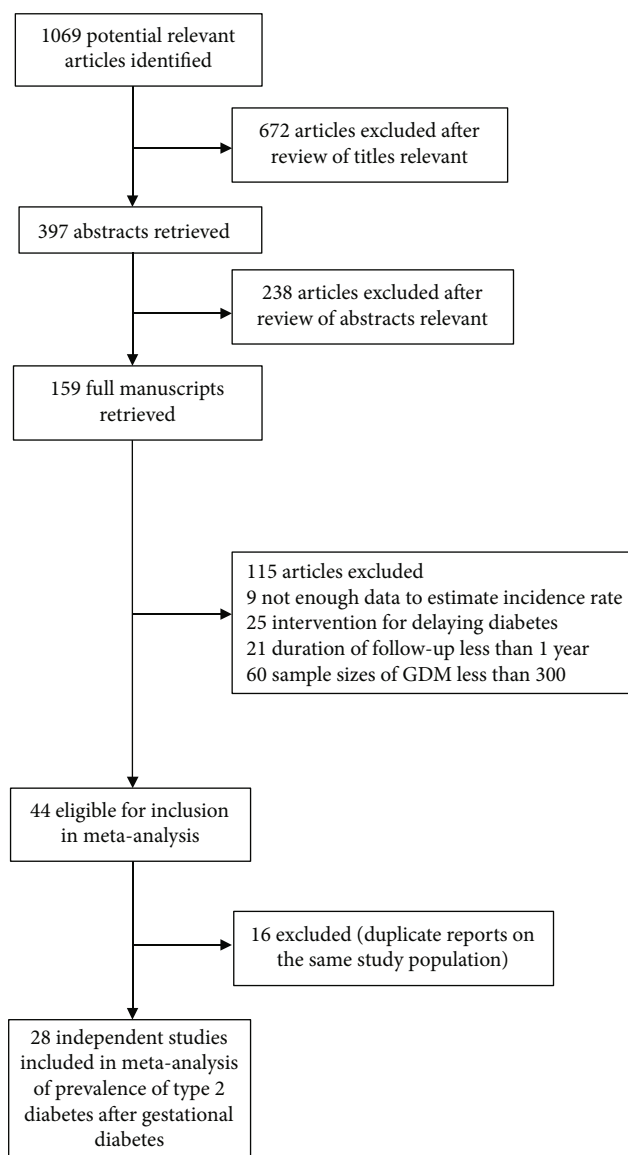 1069 potential relevant
articles identified
672 articles excluded after
review of titles relevant
397 abstracts retrieved
238 articles excluded after
review of abstracts relevant
159 full manuscripts
retrieved
115 articles excluded
9 not enough data to estimate incidence rate
25 intervention for delaying diabetes
21 duration of follow-up less than 1 year
60 sample sizes of GDM less than 300
44 eligible for inclusion
in meta-analysis
16 excluded (duplicate reports on
the same study population)
28 independent studies
included in meta-analysis
of prevalence of type 2
diabetes after gestational
diabetes